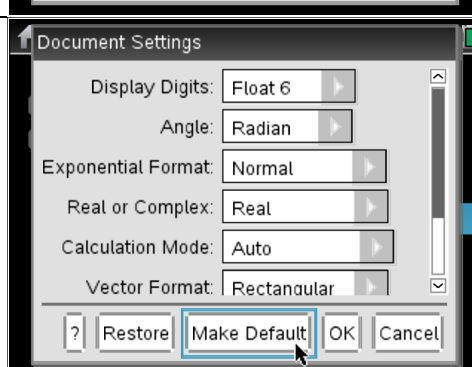 Document Settings
Display Digits: Float 6
Angle: Radian
Exponential Format: Normal
Real or Complex: Real
Calculation Mode: Auto
Vector Format: Rectangular
? Restore Make Default OK Cancel